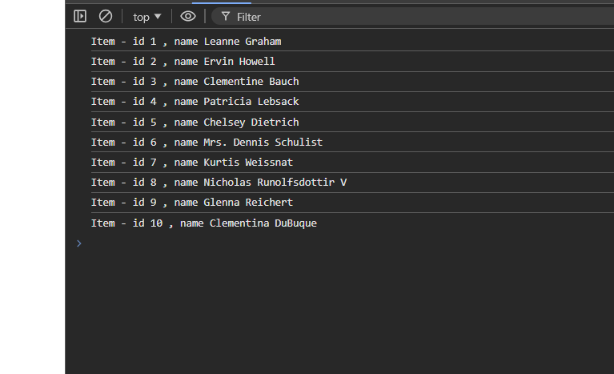 top Filter
Item - id 1 , name Leanne Graham
Item - id 2 , name Ervin Howell
Item - id 3 , name Clementine Bauch
Item - id 4 , name Patricia Lebsack
Item - id 5 , name Chelsey Dietrich
Item - id 6 , name Mrs. Dennis Schulist
Item - id 7 , name Kurtis Weissnat
Item - id 8 , name Nicholas Runolfsdottir V
Item - id 9 , name Glenna Reichert
Item - id 10 , name Clementina DuBuque